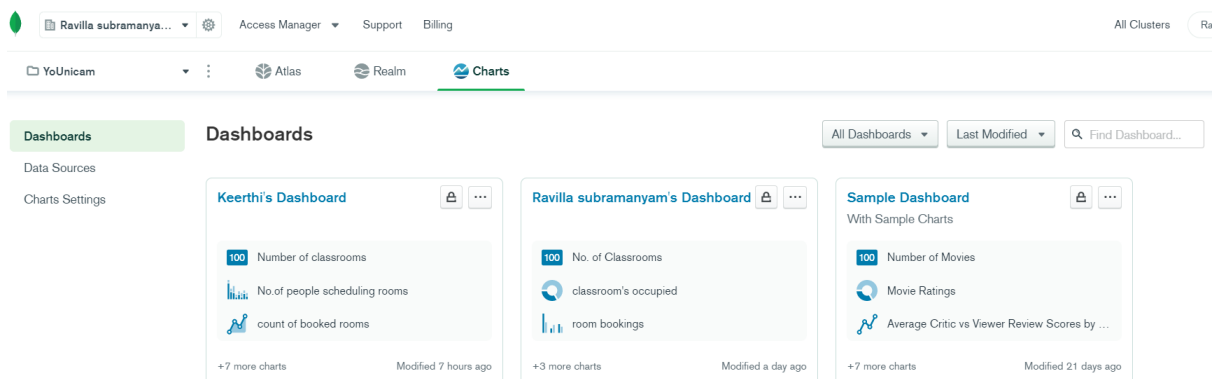 Ravilla subramanya...
Access Manager
Support
Billing
All Clusters
Ra
YoUnicam
Atlas
Realm
Charts
Dashboards
Data Sources
Charts Settings
Dashboards
All Dashboards
Last Modified
Find Dashboard...
Keerthi's Dashboard
100 Number of classrooms
No.of people scheduling rooms
count of booked rooms
+7 more charts
Modified 7 hours ago
Ravilla subramanyam's Dashboard
100 No. of Classrooms
classroom's occupied
room bookings
+3 more charts
Modified a day ago
Sample Dashboard
With Sample Charts
100 Number of Movies
Movie Ratings
Average Critic vs Viewer Review Scores by ...
+7 more charts
Modified 21 days ago